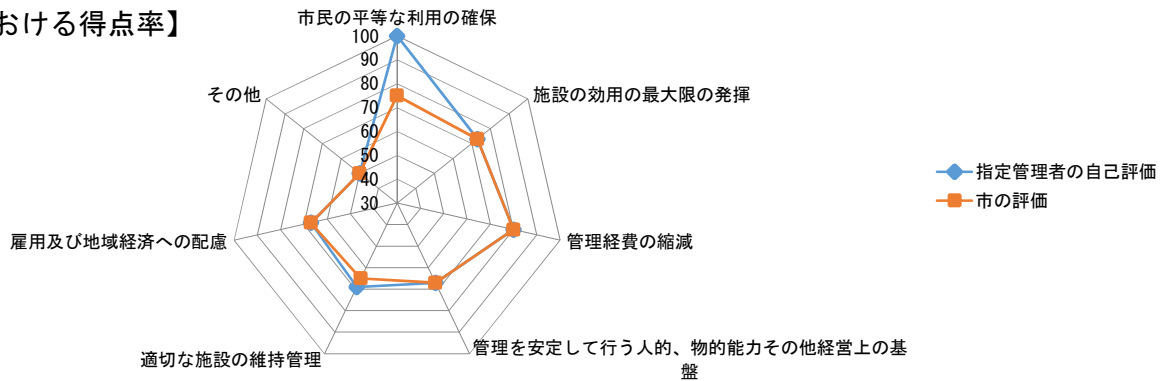 おける得点率】
市民の平等な利用の確保
100
90
80
70
60
50
40
30
施設の効用の最大限の発揮
管理経費の縮減
管理を安定して行う人的、物的能力その他経営上の基
盤
適切な施設の維持管理
雇用及び地域経済への配慮
その他
指定管理者の自己評価
市の評価